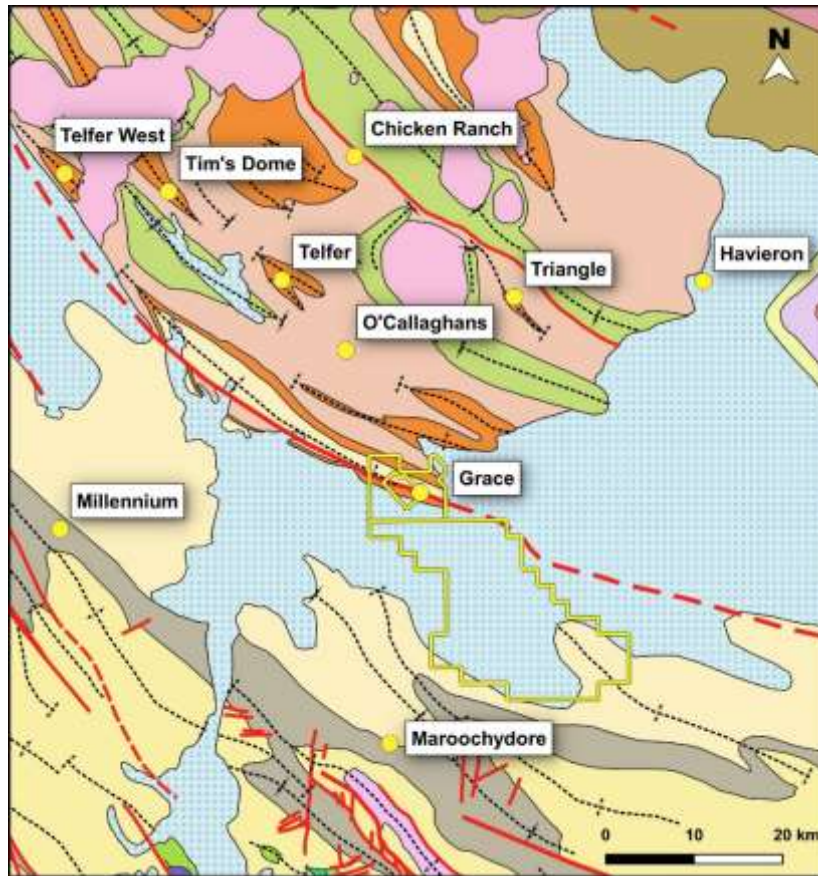 N
Chicken Ranch
Telfer West
Tim's Dome
Telfer
Triangle
Havieron
O'Callaghans
Grace
Millennium
Maroochydore
0 10 20 km